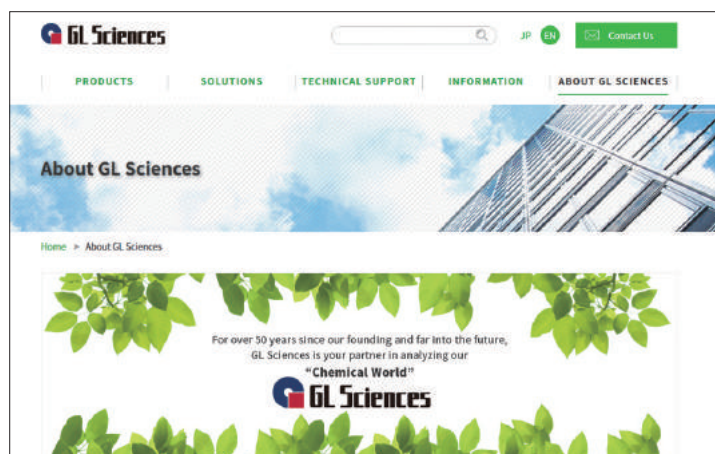 GL Sciences
JP EN Contact Us
PRODUCTS SOLUTIONS TECHNICAL SUPPORT INFORMATION ABOUT GL SCIENCES
About GL Sciences
Home > About GL Sciences
For over 50 years since our founding and far into the future,
GL Sciences is your partner in analyzing our
"Chemical World"
GL Sciences